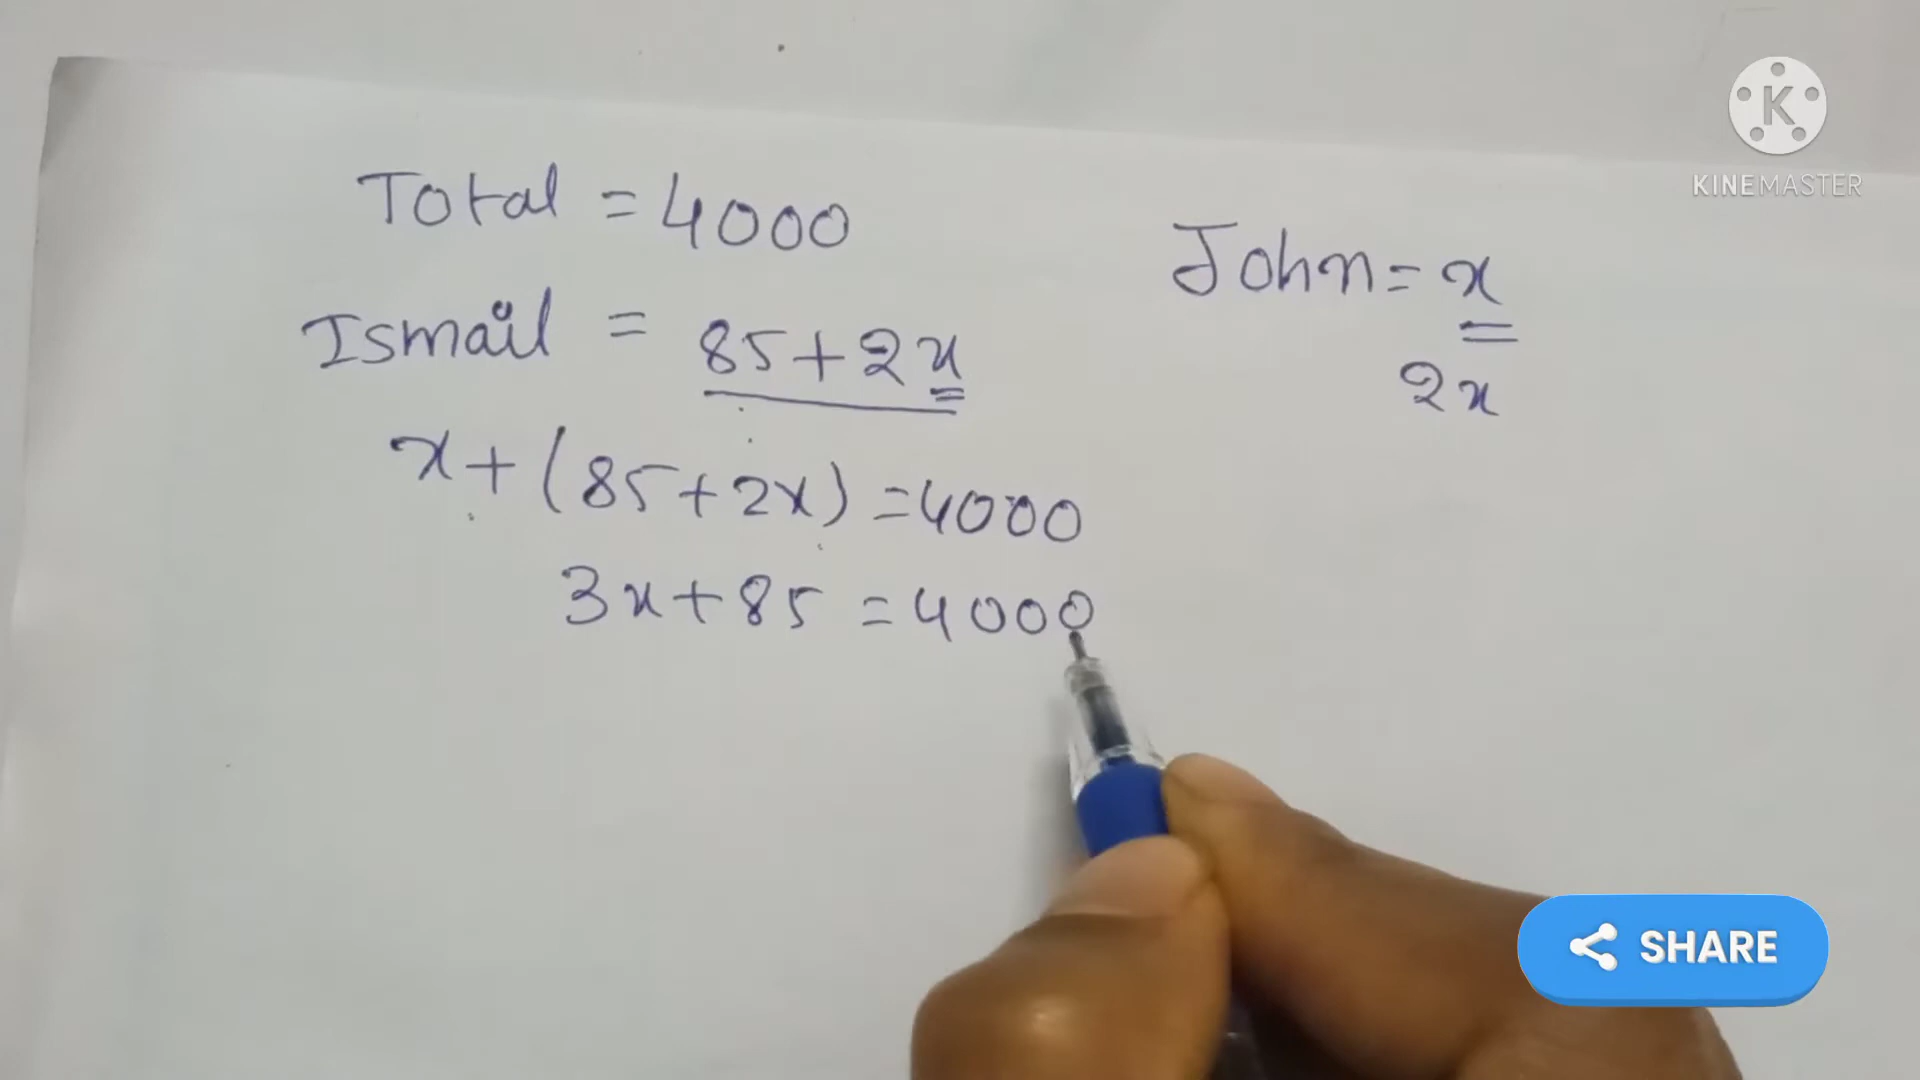 Total = 4000
John = x
Ismail = 85+2x
2x
x+(85+2x) = 4000
3x+85 = 4000
K
KINEMASTER
SHARE